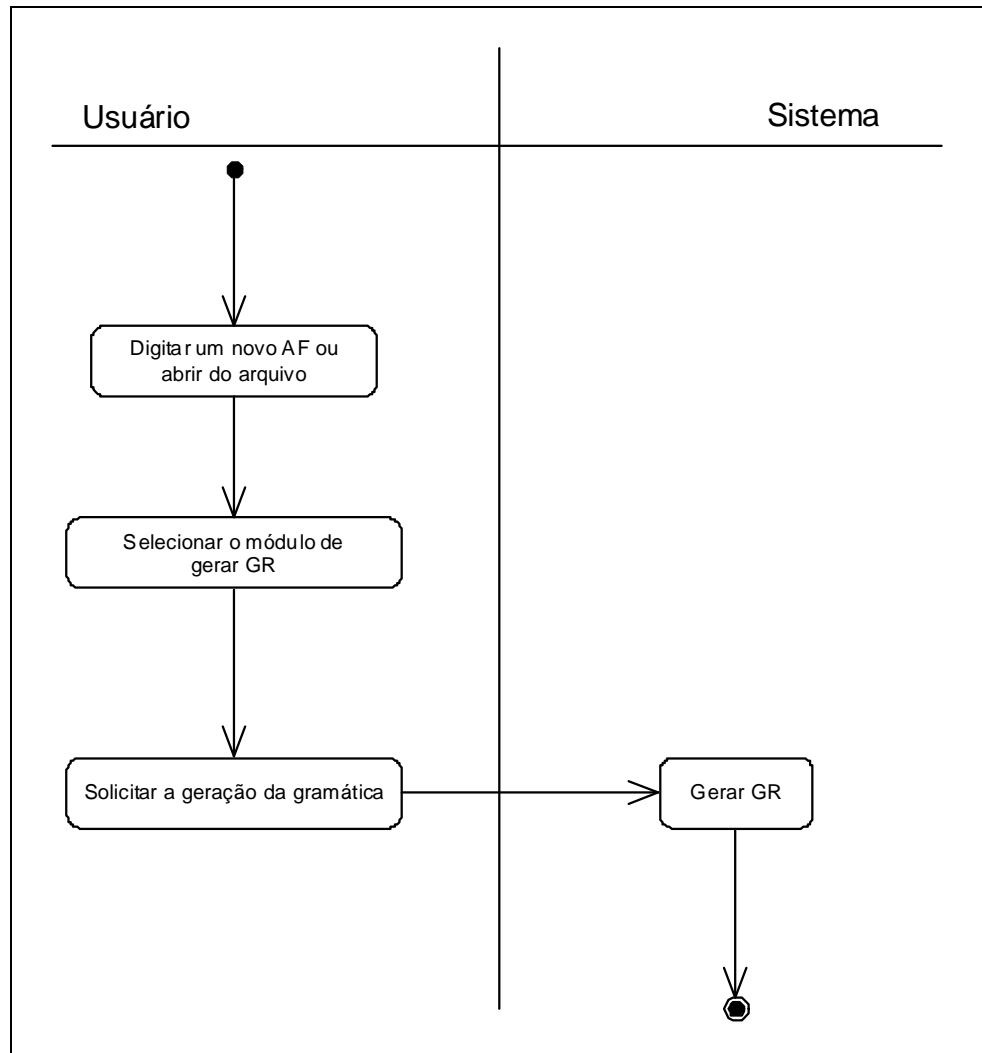 Usuário
Sistema
Digitar um novo AF ou
abrir do arquivo
Selecionar o módulo de
gerar GR
Solicitar a geração da gramática
Gerar GR